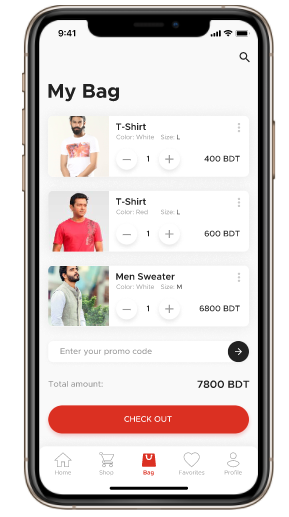 9:41
My Bag
T-Shirt
Color: White Size: L
1
400 BDT
T-Shirt
Color: Red Size: L
1
600 BDT
Men Sweater
Color: White Size: M
1
6800 BDT
Enter your promo code
Total amount: 7800 BDT
CHECK OUT
Home Shop Bag Favorites Profile